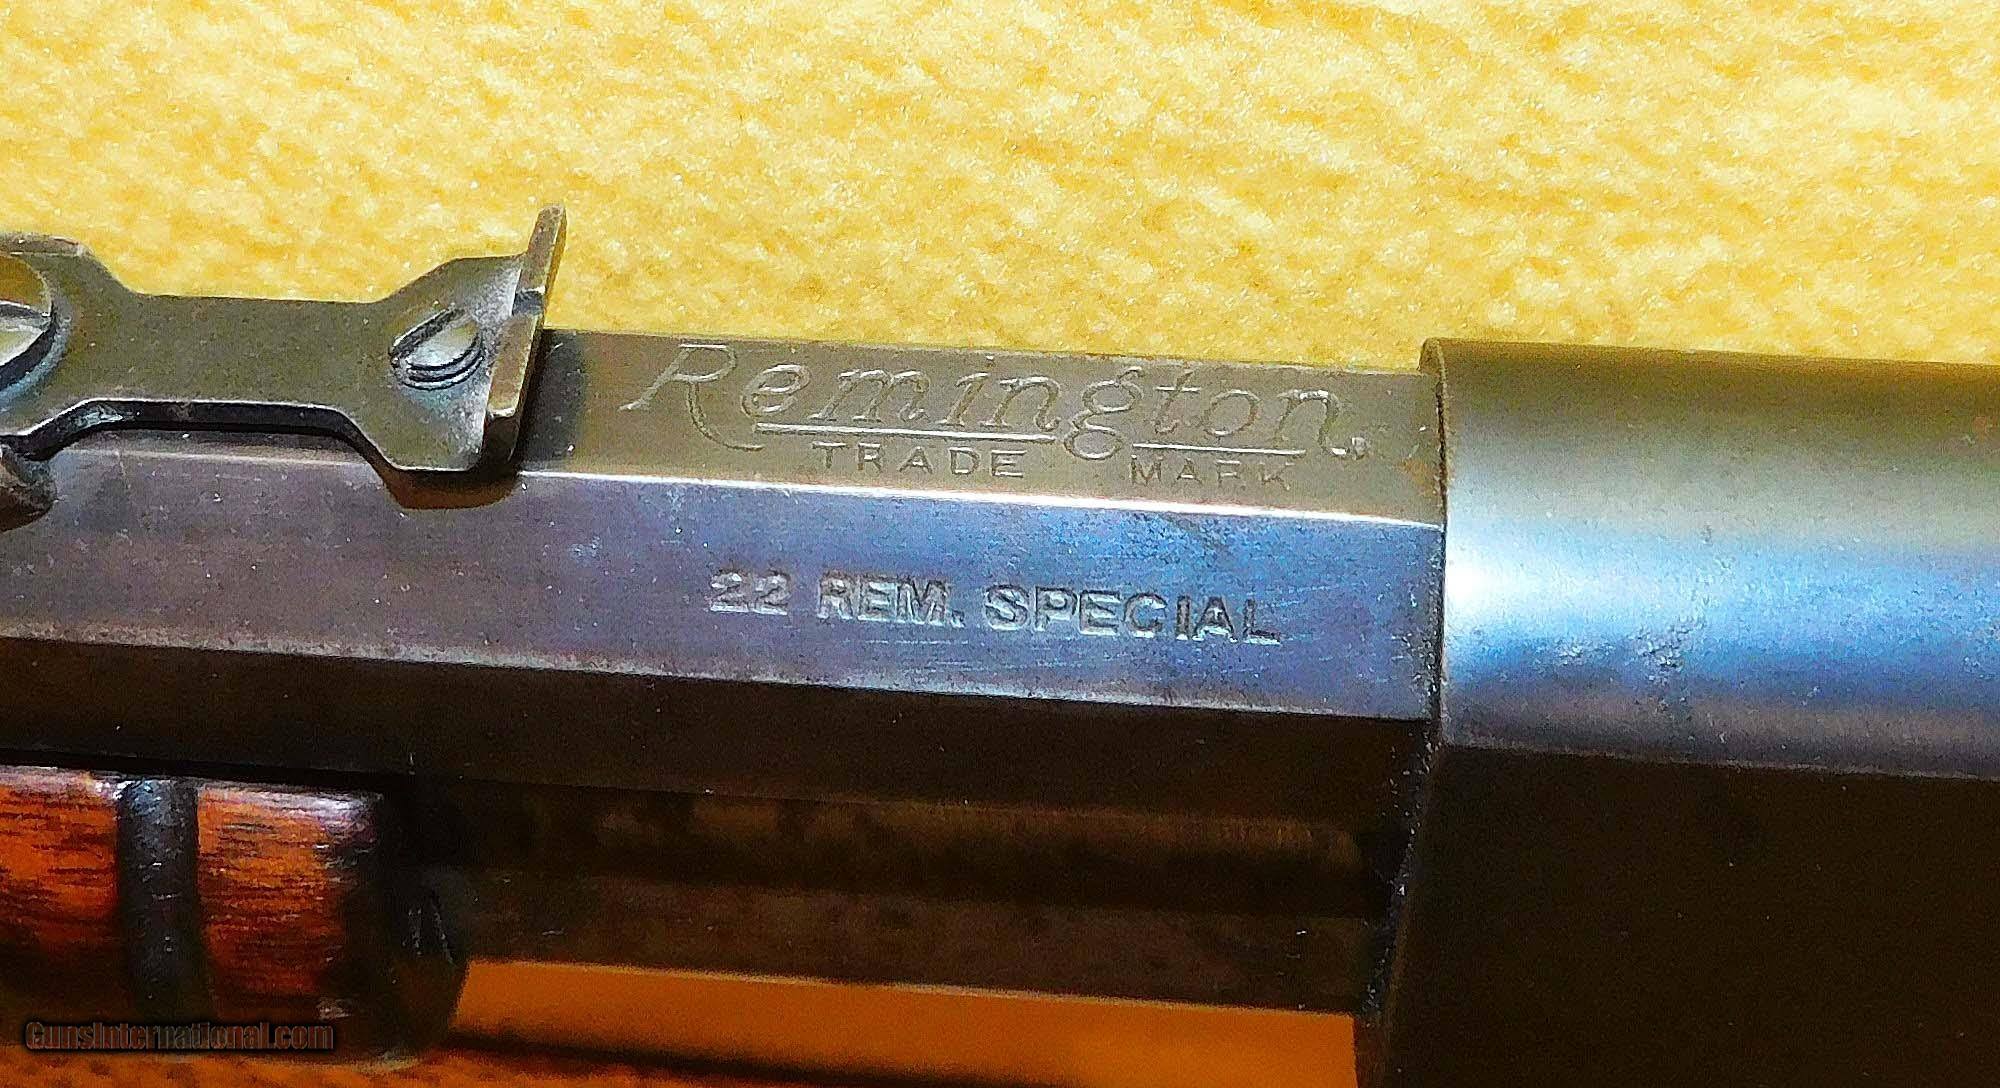 Remington.
TRADE MARK
22 REM. SPECIAL
GunsInternational.com